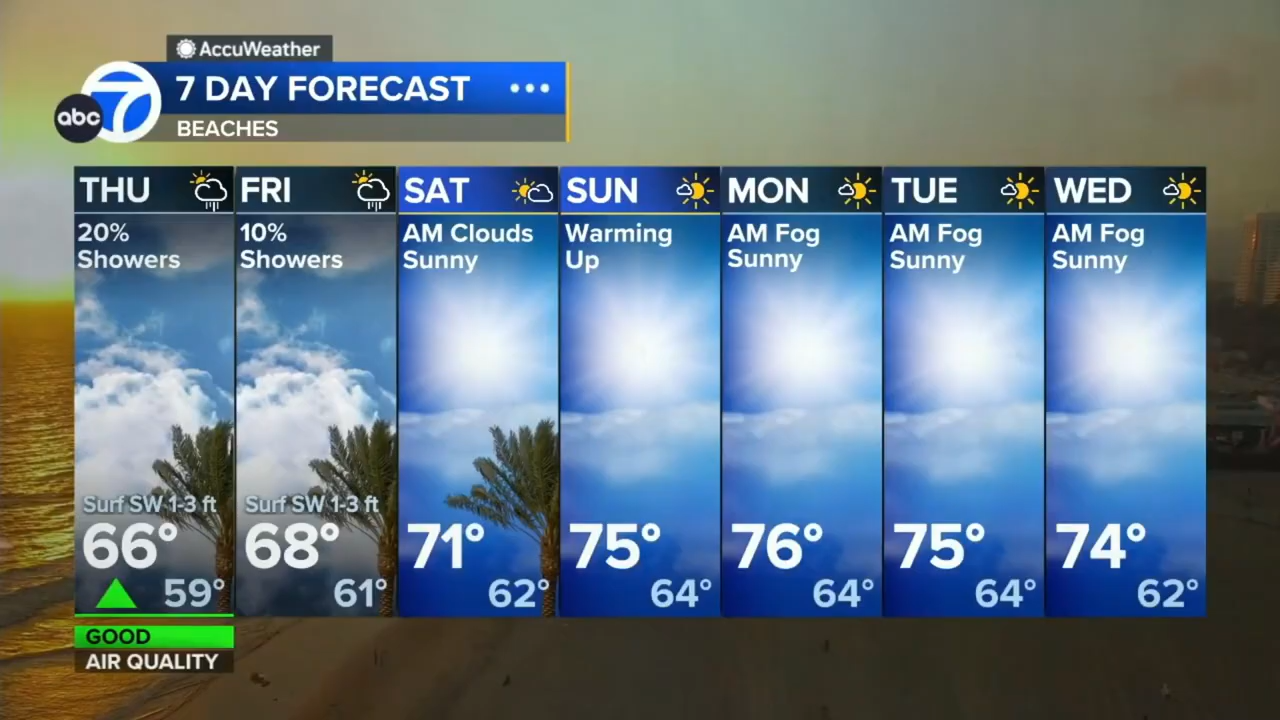 AccuWeather
abc 7
7 DAY FORECAST
BEACHES
THU
20%
Showers
Surf SW 1-3 ft
66°
59°
GOOD
AIR QUALITY
FRI
10%
Showers
Surf SW 1-3 ft
68°
61°
SAT
AM Clouds
Sunny
71°
62°
SUN
Warming
Up
75°
64°
MON
AM Fog
Sunny
76°
64°
TUE
AM Fog
Sunny
75°
64°
WED
AM Fog
Sunny
74°
62°